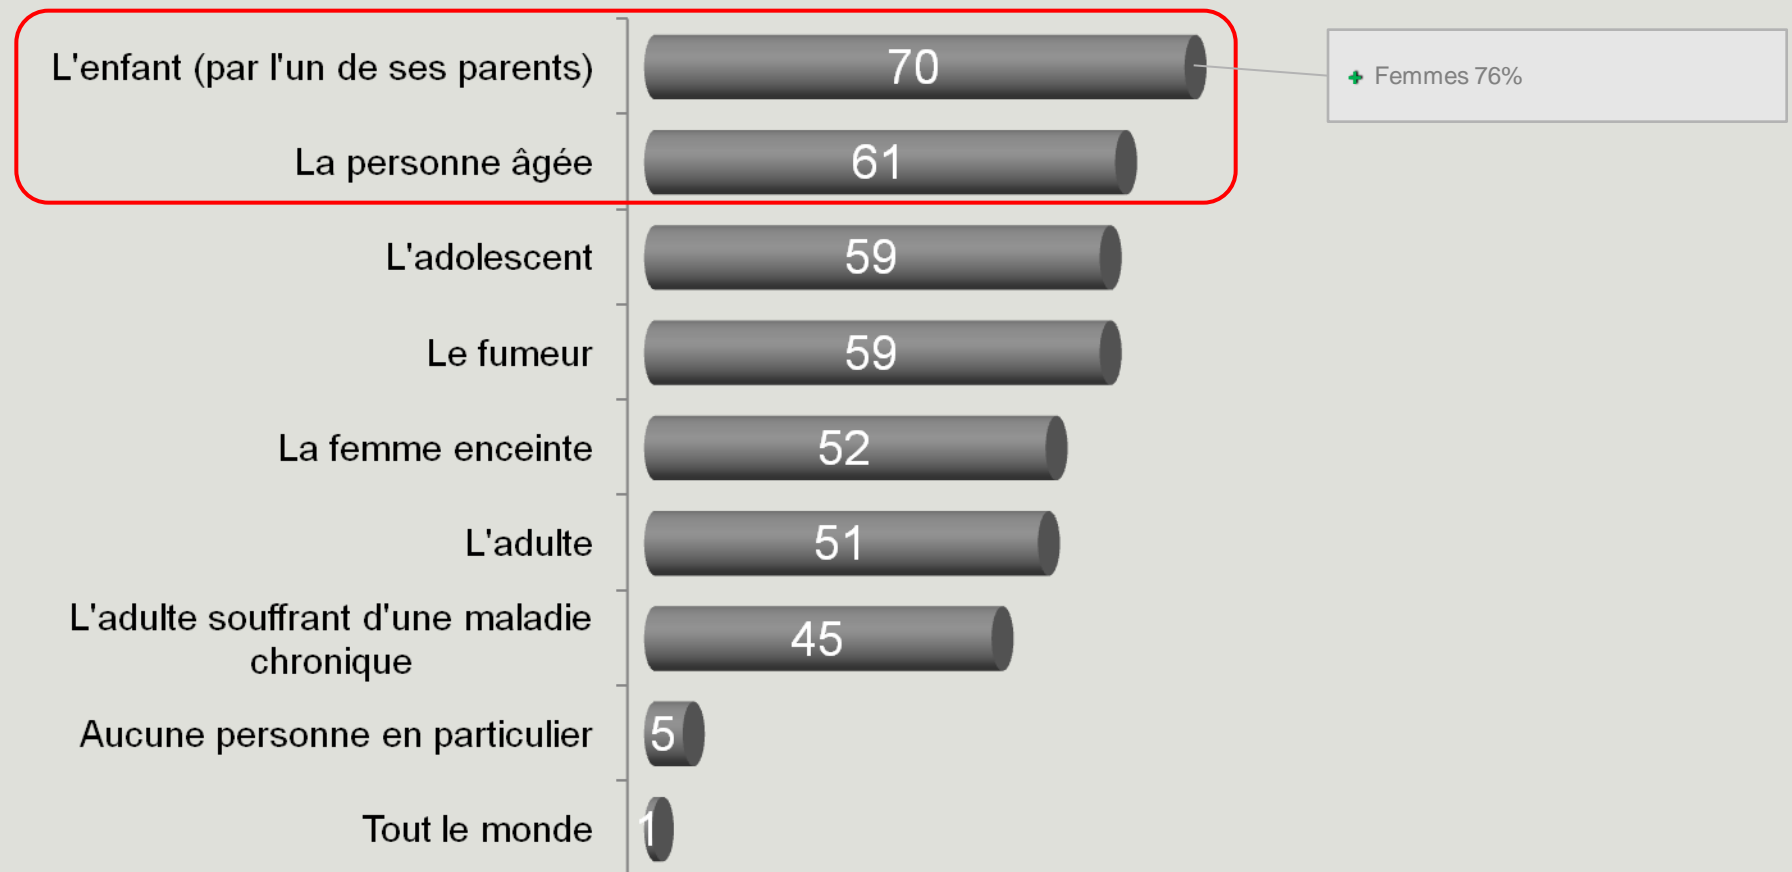 L'enfant (par l'un de ses parents) 70
Femmes 76%
La personne âgée 61
L'adolescent 59
Le fumeur 59
La femme enceinte 52
L'adulte 51
L'adulte souffrant d'une maladie
chronique 45
Aucune personne en particulier 5
Tout le monde 1